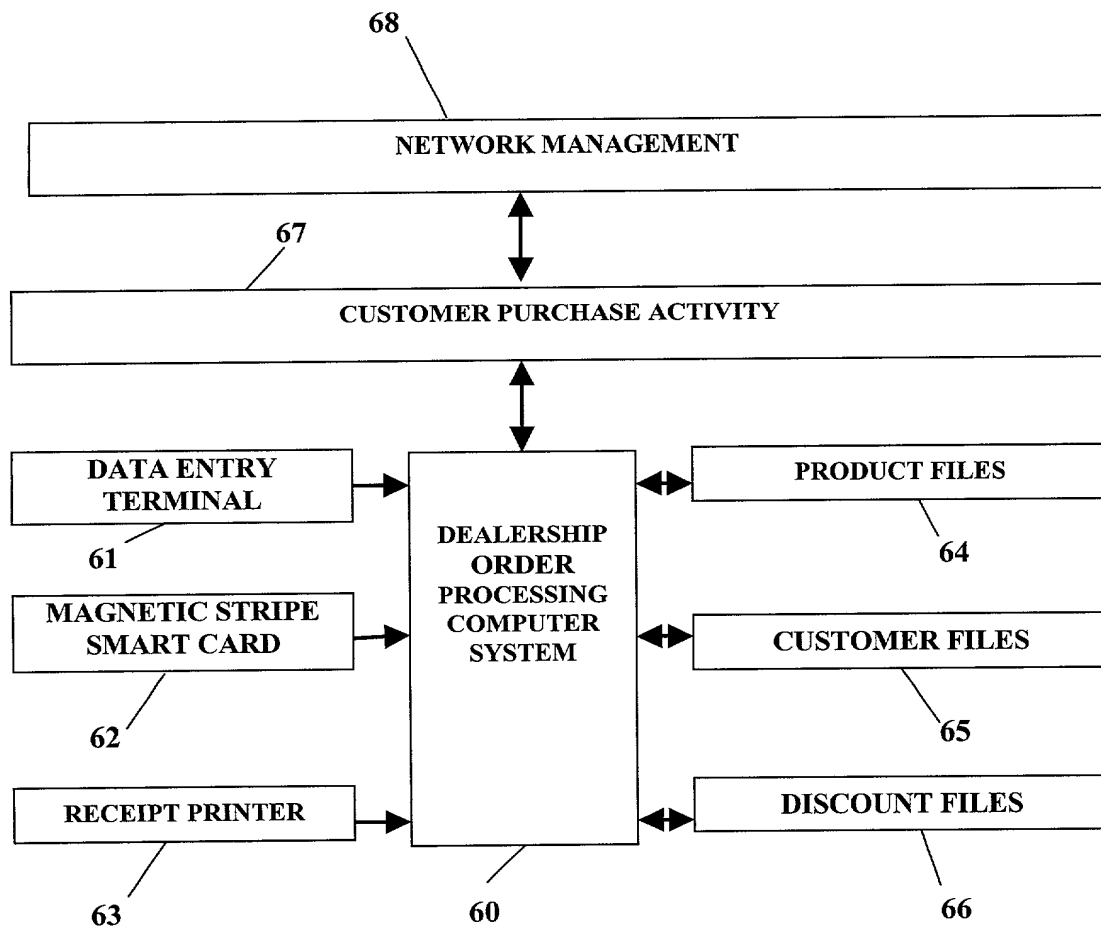 68
NETWORK MANAGEMENT
67
CUSTOMER PURCHASE ACTIVITY
DATA ENTRY
TERMINAL
61
MAGNETIC STRIPE
SMART CARD
62
RECEIPT PRINTER
63
DEALERSHIP
ORDER
PROCESSING
COMPUTER
SYSTEM
60
PRODUCT FILES
64
CUSTOMER FILES
65
DISCOUNT FILES
66